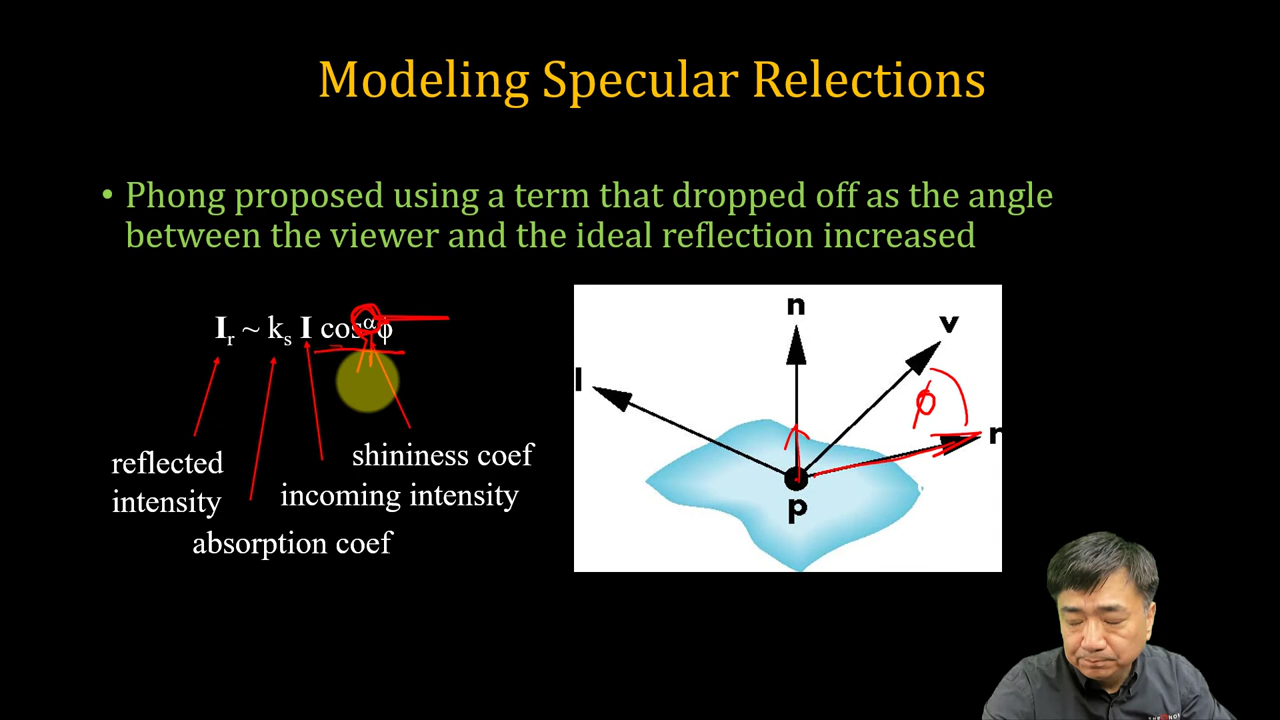 Modeling Specular Relections
• Phong proposed using a term that dropped off as the angle
between the viewer and the ideal reflection increased
Ir ~ ks I cosαϕ
reflected
intensity
absorption coef
incoming intensity
shininess coef
n
v
l
ϕ
r
p